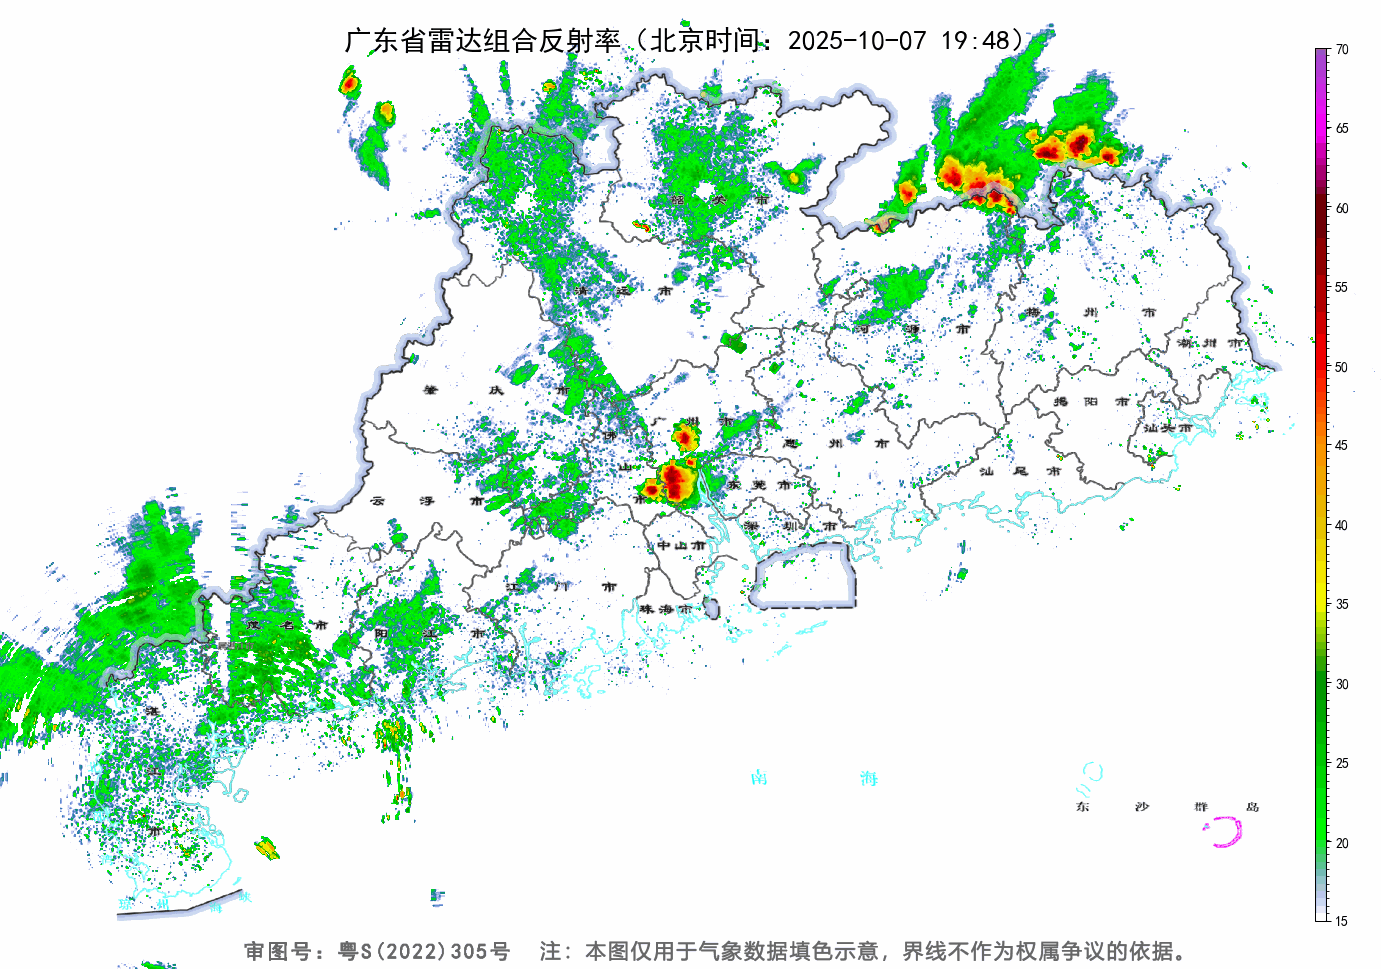 广东省雷达组合反射率（北京时间：2025-10-07 19:48）
70
65
60
55
50
45
40
35
30
25
20
15
韶 关 市
清 远 市
河 源 市
梅 州 市
潮 州 市
肇 庆 市
广 州 市
揭 阳 市
汕头市
佛 山 市
惠 州 市
汕 尾 市
云 浮 市
东 莞 市
深 圳 市
中山市
江 门 市
珠海市
茂 名 市
阳 江 市
湛 江 市
南 海
东 沙 群 岛
琼 州 海 峡
审图号：粤S(2022)305号 注：本图仅用于气象数据填色示意，界线不作为权属争议的依据。